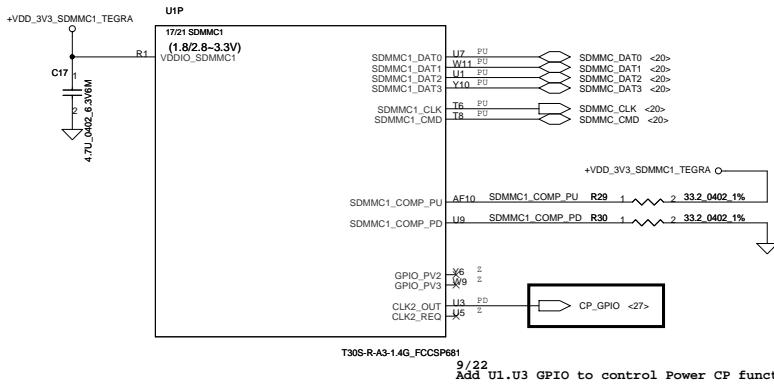 U1P
+VDD_3V3_SDMMC1_TEGRA
17/21 SDMMC1
(1.8/2.8~3.3V)
R1 VDDIO_SDMMC1
C17 1
2
4.7U_0402_6.3V6M
SDMMC1_DAT0 U7 PU SDMMC_DAT0 <20>
SDMMC1_DAT1 W11 PU SDMMC_DAT1 <20>
SDMMC1_DAT2 U1 PU SDMMC_DAT2 <20>
SDMMC1_DAT3 Y10 PU SDMMC_DAT3 <20>
SDMMC1_CLK T6 PU SDMMC_CLK <20>
SDMMC1_CMD T8 PU SDMMC_CMD <20>
+VDD_3V3_SDMMC1_TEGRA
SDMMC1_COMP_PU AF10 SDMMC1_COMP_PU R29 1 2 33.2_0402_1%
SDMMC1_COMP_PD U9 SDMMC1_COMP_PD R30 1 2 33.2_0402_1%
GPIO_PV2 Y6 Z
GPIO_PV3 W9 Z
CLK2_OUT U3 PD CP_GPIO <27>
CLK2_REQ U5 Z
T30S-R-A3-1.4G_FCCSP681
9/22
Add U1.U3 GPIO to control Power CP funct